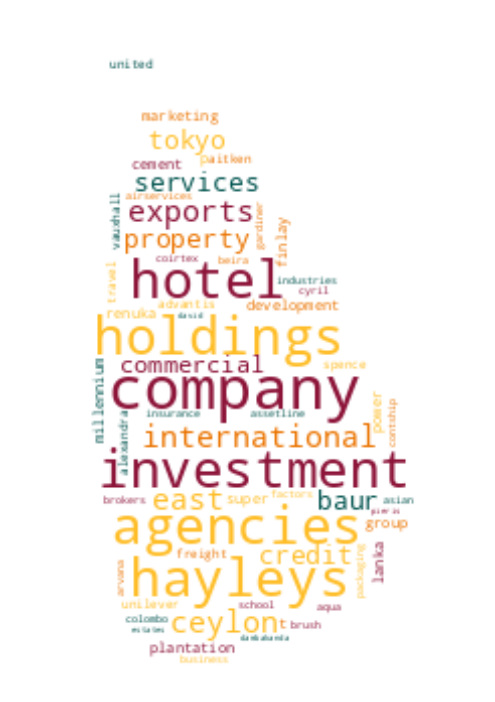 united
marketing
tokyo
paitken
cement
services
airservices
vauxhall
exports
gardiner
property
finlay
coirtex
beira
travel
hotel
industries
cyril
advantis
development
renuka
david
holdings
commercial
spence
millennium
company
power
contship
insurance
assetline
alexandra
international
investment
brokers
east
super
factors
baur
asian
pieris
agencies
group
freight
credit
lanka
packaging
arvana
hayleys
unilever
school
aqua
colombo
ceylont
brush
estates
dambakanda
plantation
business